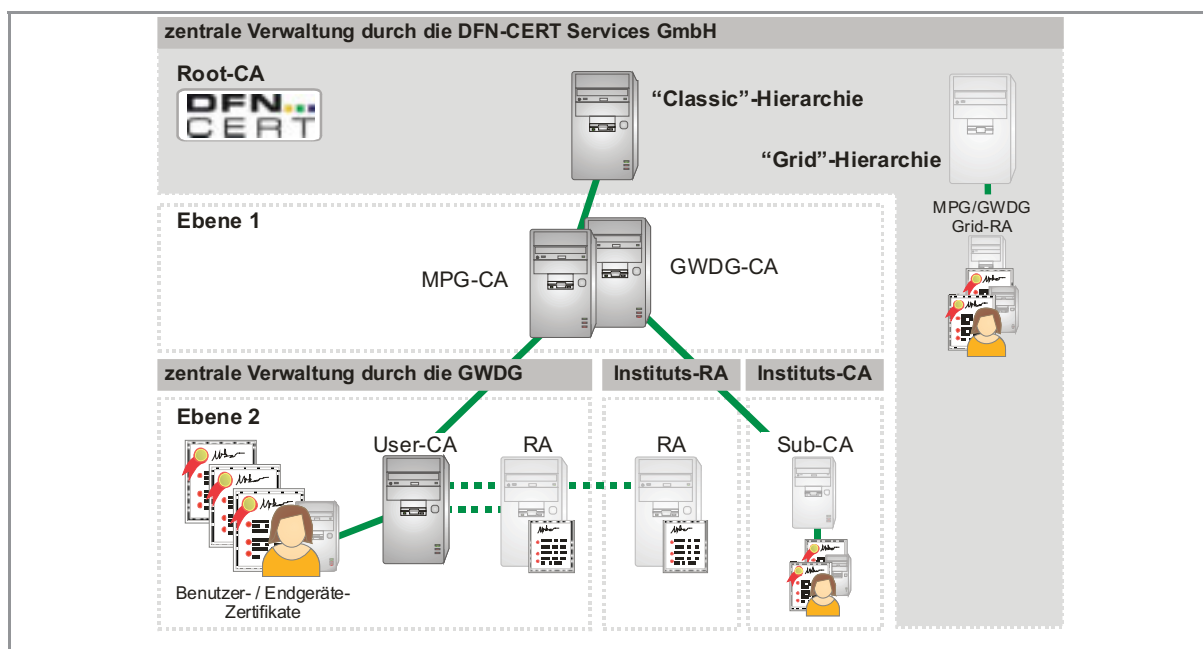 zentrale Verwaltung durch die DFN-CERT Services GmbH
Root-CA
DFN...
CERT
“Classic”-Hierarchie
“Grid”-Hierarchie
MPG/GWDG
Grid-RA
Ebene 1
MPG-CA
GWDG-CA
zentrale Verwaltung durch die GWDG
Instituts-RA
Instituts-CA
Ebene 2
User-CA
RA
RA
Sub-CA
Benutzer- / Endgeräte-
Zertifikate